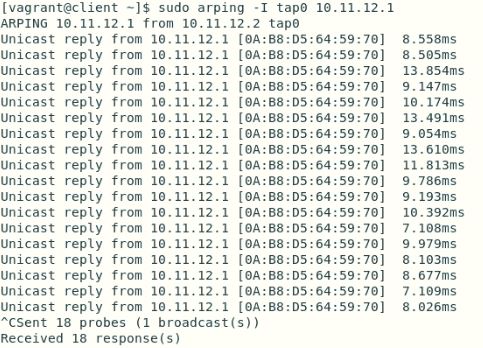 [vagrant@client ~]$ sudo arping -I tap0 10.11.12.1
ARPING 10.11.12.1 from 10.11.12.2 tap0
Unicast reply from 10.11.12.1 [0A:B8:D5:64:59:70]  8.558ms
Unicast reply from 10.11.12.1 [0A:B8:D5:64:59:70]  8.505ms
Unicast reply from 10.11.12.1 [0A:B8:D5:64:59:70]  13.854ms
Unicast reply from 10.11.12.1 [0A:B8:D5:64:59:70]  9.147ms
Unicast reply from 10.11.12.1 [0A:B8:D5:64:59:70]  10.174ms
Unicast reply from 10.11.12.1 [0A:B8:D5:64:59:70]  13.491ms
Unicast reply from 10.11.12.1 [0A:B8:D5:64:59:70]  9.054ms
Unicast reply from 10.11.12.1 [0A:B8:D5:64:59:70]  13.610ms
Unicast reply from 10.11.12.1 [0A:B8:D5:64:59:70]  11.813ms
Unicast reply from 10.11.12.1 [0A:B8:D5:64:59:70]  9.786ms
Unicast reply from 10.11.12.1 [0A:B8:D5:64:59:70]  9.193ms
Unicast reply from 10.11.12.1 [0A:B8:D5:64:59:70]  10.392ms
Unicast reply from 10.11.12.1 [0A:B8:D5:64:59:70]  7.108ms
Unicast reply from 10.11.12.1 [0A:B8:D5:64:59:70]  9.979ms
Unicast reply from 10.11.12.1 [0A:B8:D5:64:59:70]  8.103ms
Unicast reply from 10.11.12.1 [0A:B8:D5:64:59:70]  8.677ms
Unicast reply from 10.11.12.1 [0A:B8:D5:64:59:70]  7.109ms
Unicast reply from 10.11.12.1 [0A:B8:D5:64:59:70]  8.026ms
^CSent 18 probes (1 broadcast(s))
Received 18 response(s)